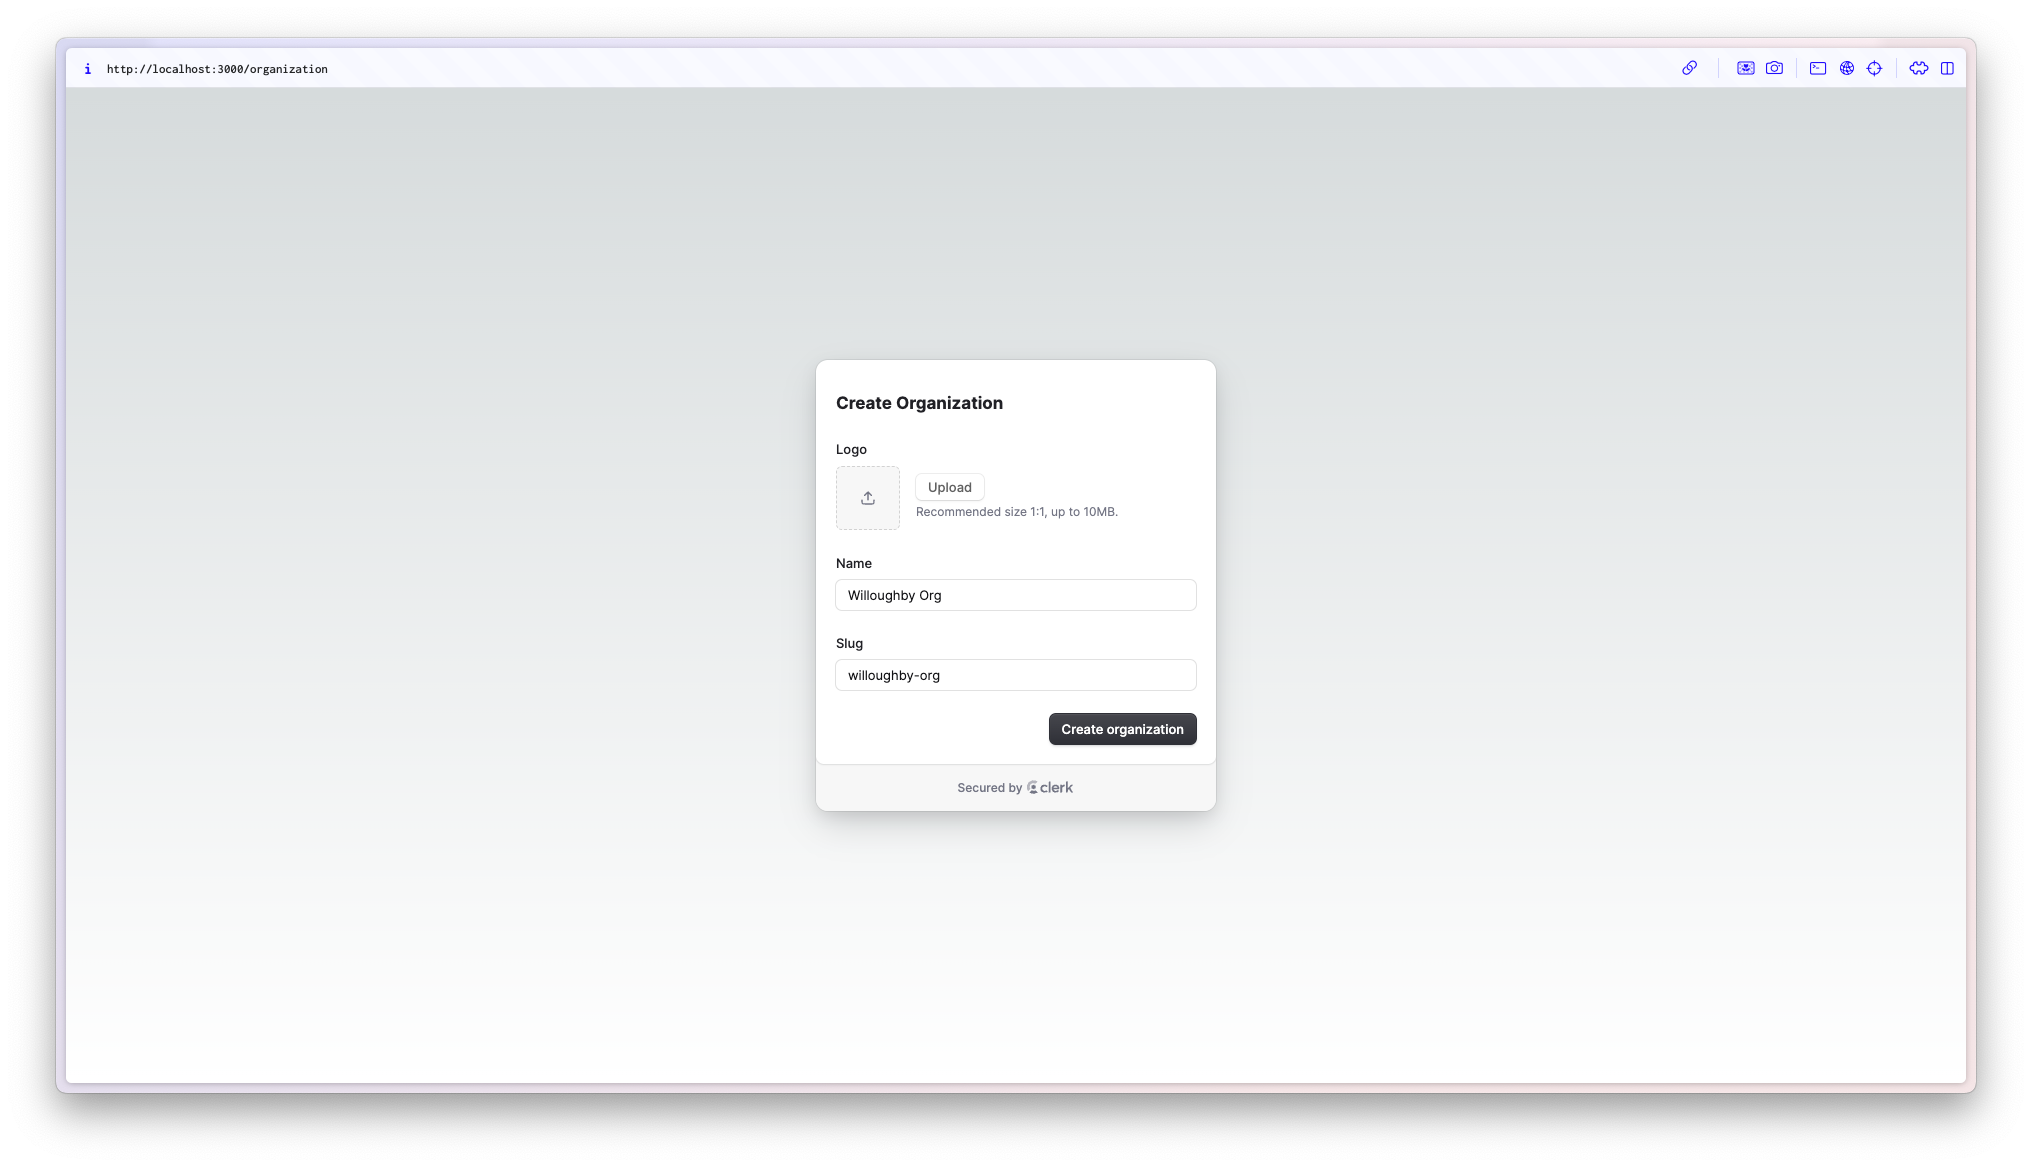 i http://localhost:3000/organization
Create Organization
Logo
Upload
Recommended size 1:1, up to 10MB.
Name
Willoughby Org
Slug
willoughby-org
Create organization
Secured by clerk